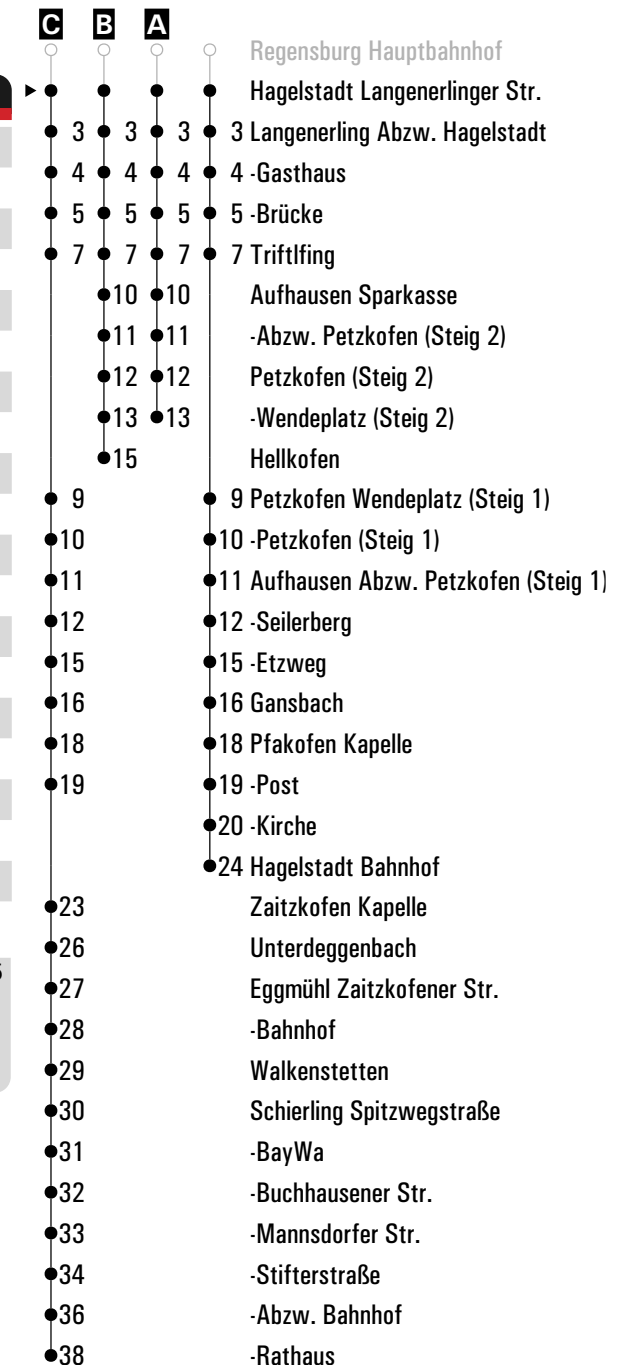 C B A
Regensburg Hauptbahnhof
Hagelstadt Langenerlinger Str.
3 3 3 3 Langenerling Abzw. Hagelstadt
4 4 4 4 -Gasthaus
5 5 5 5 -Brücke
7 7 7 7 Triftlfing
10 10 Aufhausen Sparkasse
11 11 -Abzw. Petzkofen (Steig 2)
12 12 Petzkofen (Steig 2)
13 13 -Wendeplatz (Steig 2)
15 Hellkofen
9 9 Petzkofen Wendeplatz (Steig 1)
10 10 -Petzkofen (Steig 1)
11 11 Aufhausen Abzw. Petzkofen (Steig 1)
12 12 -Seilerberg
15 15 -Etzweg
16 16 Gansbach
18 18 Pfakofen Kapelle
19 19 -Post
20 -Kirche
24 Hagelstadt Bahnhof
23 Zaitzkofen Kapelle
26 Unterdeggenbach
27 Eggmühl Zaitzkofener Str.
28 -Bahnhof
29 Walkenstetten
30 Schierling Spitzwegstraße
31 -BayWa
32 -Buchhausener Str.
33 -Mannsdorfer Str.
34 -Stifterstraße
36 -Abzw. Bahnhof
38 -Rathaus